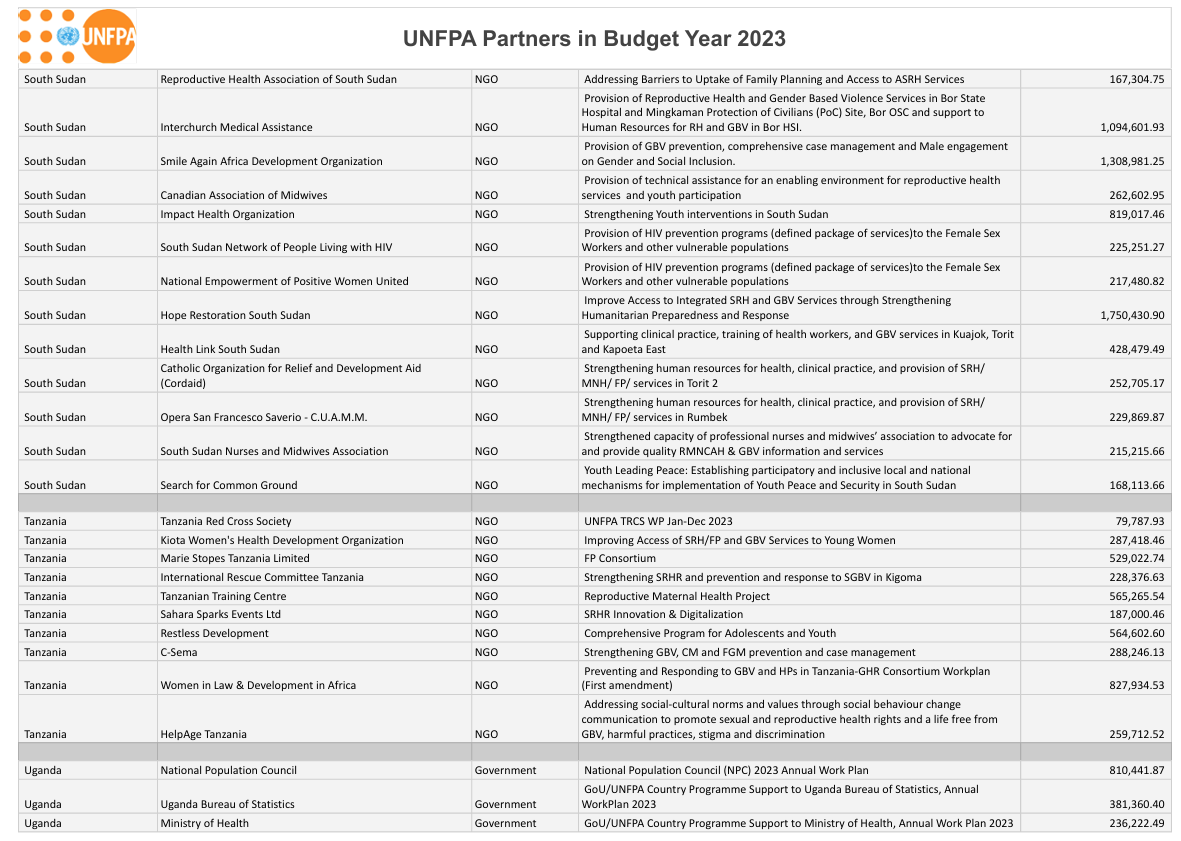 UNFPA
UNFPA Partners in Budget Year 2023
South Sudan Reproductive Health Association of South Sudan NGO Addressing Barriers to Uptake of Family Planning and Access to ASRH Services 167,304.75
Provision of Reproductive Health and Gender Based Violence Services in Bor State
Hospital and Mingkaman Protection of Civilians (PoC) Site, Bor OSC and support to
South Sudan Interchurch Medical Assistance NGO Human Resources for RH and GBV in Bor HSI. 1,094,601.93
Provision of GBV prevention, comprehensive case management and Male engagement
South Sudan Smile Again Africa Development Organization NGO on Gender and Social Inclusion. 1,308,981.25
Provision of technical assistance for an enabling environment for reproductive health
South Sudan Canadian Association of Midwives NGO services and youth participation 262,602.95
South Sudan Impact Health Organization NGO Strengthening Youth interventions in South Sudan 819,017.46
Provision of HIV prevention programs (defined package of services)to the Female Sex
South Sudan South Sudan Network of People Living with HIV NGO Workers and other vulnerable populations 225,251.27
Provision of HIV prevention programs (defined package of services)to the Female Sex
South Sudan National Empowerment of Positive Women United NGO Workers and other vulnerable populations 217,480.82
Improve Access to Integrated SRH and GBV Services through Strengthening
South Sudan Hope Restoration South Sudan NGO Humanitarian Preparedness and Response 1,750,430.90
Supporting clinical practice, training of health workers, and GBV services in Kuajok, Torit
South Sudan Health Link South Sudan NGO and Kapoeta East 428,479.49
Catholic Organization for Relief and Development Aid Strengthening human resources for health, clinical practice, and provision of SRH/
South Sudan (Cordaid) NGO MNH/ FP/ services in Torit 2 252,705.17
Strengthening human resources for health, clinical practice, and provision of SRH/
South Sudan Opera San Francesco Saverio - C.U.A.M.M. NGO MNH/ FP/ services in Rumbek 229,869.87
Strengthened capacity of professional nurses and midwives’ association to advocate for
South Sudan South Sudan Nurses and Midwives Association NGO and provide quality RMNCAH & GBV information and services 215,215.66
Youth Leading Peace: Establishing participatory and inclusive local and national
South Sudan Search for Common Ground NGO mechanisms for implementation of Youth Peace and Security in South Sudan 168,113.66
Tanzania Tanzania Red Cross Society NGO UNFPA TRCS WP Jan-Dec 2023 79,787.93
Tanzania Kiota Women's Health Development Organization NGO Improving Access of SRH/FP and GBV Services to Young Women 287,418.46
Tanzania Marie Stopes Tanzania Limited NGO FP Consortium 529,022.74
Tanzania International Rescue Committee Tanzania NGO Strengthening SRHR and prevention and response to SGBV in Kigoma 228,376.63
Tanzania Tanzanian Training Centre NGO Reproductive Maternal Health Project 565,265.54
Tanzania Sahara Sparks Events Ltd NGO SRHR Innovation & Digitalization 187,000.46
Tanzania Restless Development NGO Comprehensive Program for Adolescents and Youth 564,602.60
Tanzania C-Sema NGO Strengthening GBV, CM and FGM prevention and case management 288,246.13
Preventing and Responding to GBV and HPs in Tanzania-GHR Consortium Workplan
Tanzania Women in Law & Development in Africa NGO (First amendment) 827,934.53
Addressing social-cultural norms and values through social behaviour change
communication to promote sexual and reproductive health rights and a life free from
Tanzania HelpAge Tanzania NGO GBV, harmful practices, stigma and discrimination 259,712.52
Uganda National Population Council Government National Population Council (NPC) 2023 Annual Work Plan 810,441.87
GoU/UNFPA Country Programme Support to Uganda Bureau of Statistics, Annual
Uganda Uganda Bureau of Statistics Government WorkPlan 2023 381,360.40
Uganda Ministry of Health Government GoU/UNFPA Country Programme Support to Ministry of Health, Annual Work Plan 2023 236,222.49